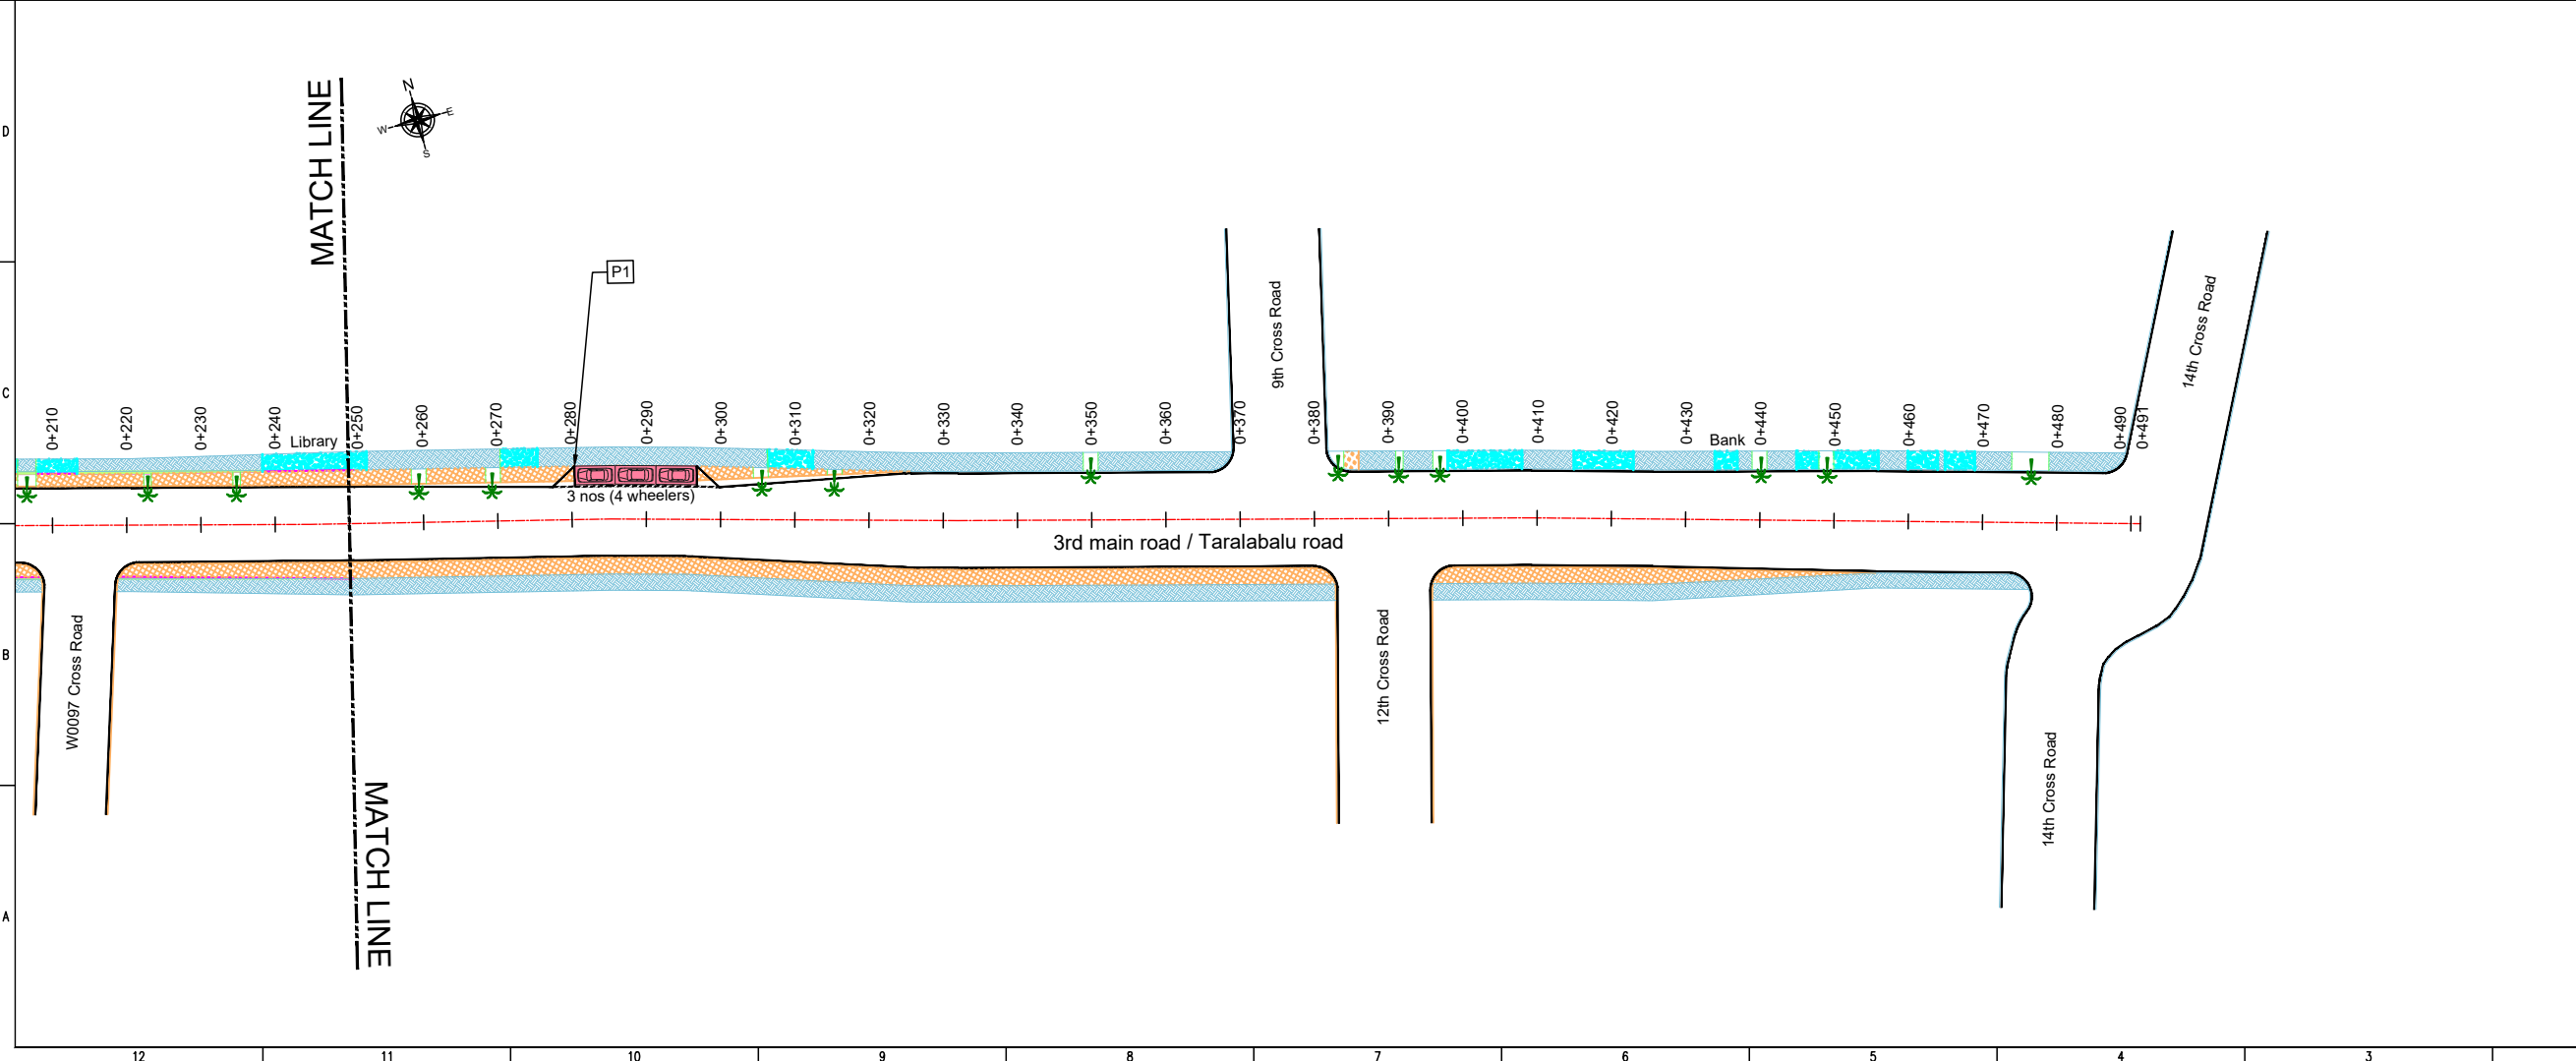 D
MATCH LINE
N
E
W
S
P1
C
9th Cross Road
14th Cross Road
0+210
0+220
0+230
0+240
0+250
0+260
0+270
0+280
0+290
0+300
0+310
0+320
0+330
0+340
0+350
0+360
0+370
0+380
0+390
0+400
0+410
0+420
0+430
0+440
0+450
0+460
0+470
0+480
0+490
0+491
Library
Bank
3 nos (4 wheelers)
3rd main road / Taralabalu road
B
W0097 Cross Road
12th Cross Road
14th Cross Road
MATCH LINE
A
12
11
10
9
8
7
6
5
4
3